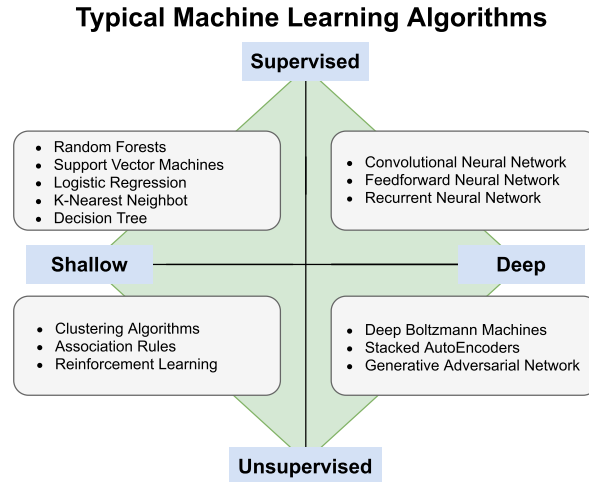 Typical Machine Learning Algorithms
Supervised
Random Forests
Support Vector Machines
Logistic Regression
K-Nearest Neighbot
Decision Tree
Convolutional Neural Network
Feedforward Neural Network
Recurrent Neural Network
Shallow
Deep
Clustering Algorithms
Association Rules
Reinforcement Learning
Deep Boltzmann Machines
Stacked AutoEncoders
Generative Adversarial Network
Unsupervised